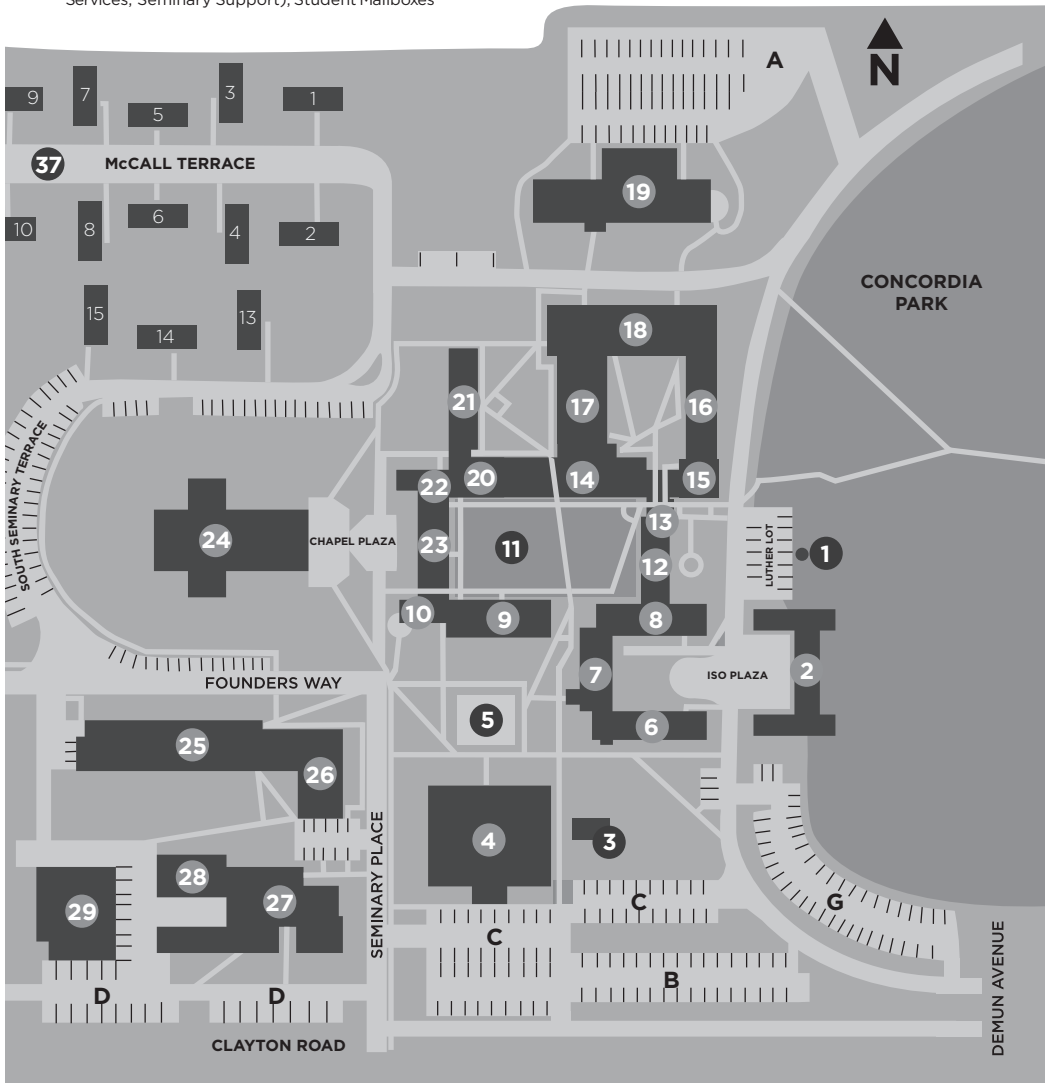 Services, Seminary Support), Student Mailboxes
A
N
9
7
5
3
1
37
McCALL TERRACE
19
10
8
6
4
2
CONCORDIA
PARK
15
14
13
18
21
17
16
SOUTH SEMINARY TERRACE
22
20
14
15
13
24
CHAPEL PLAZA
23
11
12
LUTHER LOT
1
10
9
8
FOUNDERS WAY
7
ISO PLAZA
2
5
6
25
26
SEMINARY PLACE
4
3
28
27
29
C
C
G
B
D
D
DEMUN AVENUE
CLAYTON ROAD